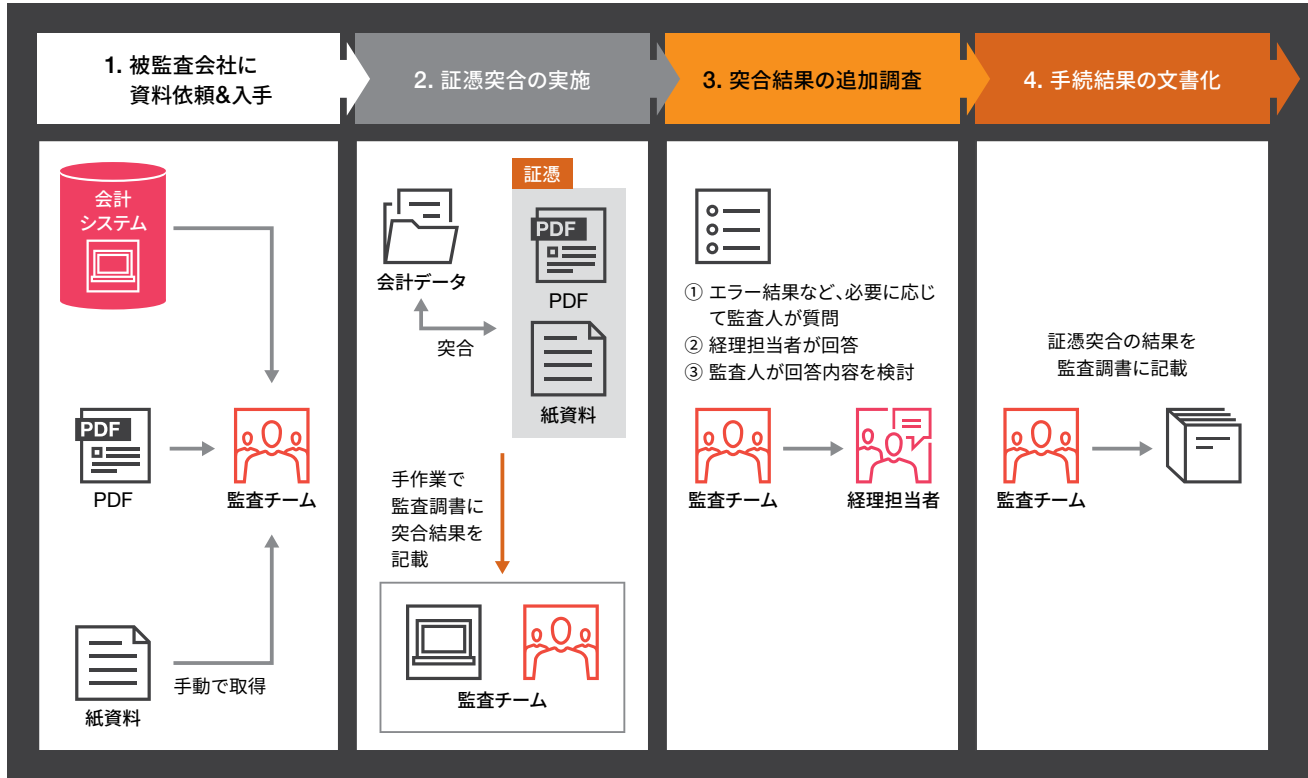 1. 被監査会社に
資料依頼&入手
2. 証憑突合の実施
3. 突合結果の追加調査
4. 手続結果の文書化
会計
システム
PDF
PDF
監査チーム
手動で取得
紙資料
証憑
会計データ
PDF
PDF
突合
紙資料
手作業で
監査調書に
突合結果を
記載
監査チーム
① エラー結果など、必要に応じ
て監査人が質問
② 経理担当者が回答
③ 監査人が回答内容を検討
監査チーム
経理担当者
証憑突合の結果を
監査調書に記載
監査チーム